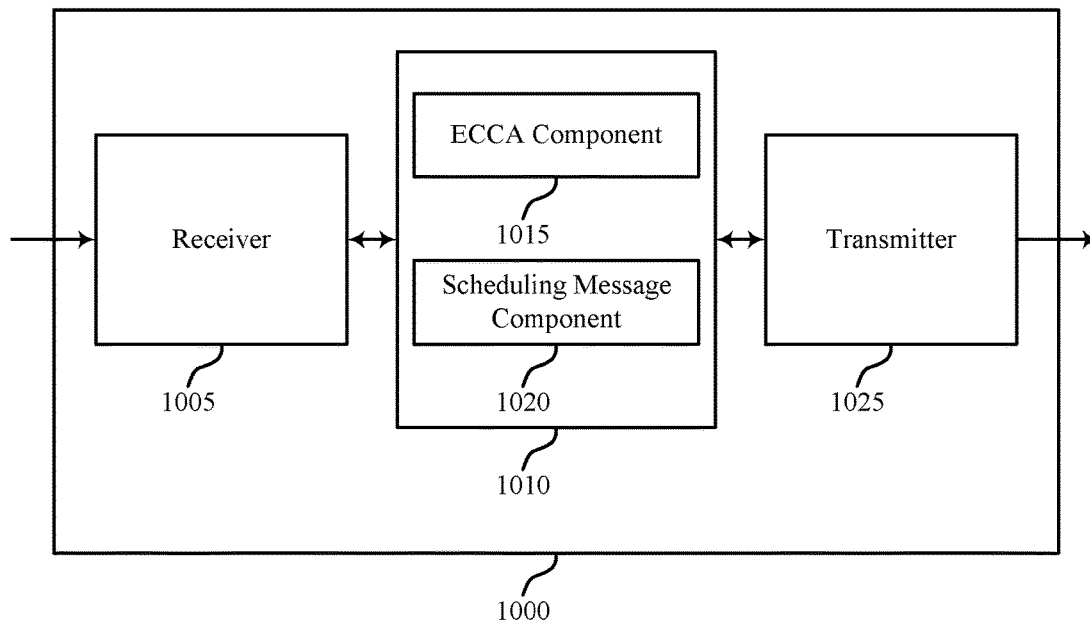 ECCA Component
1015
Receiver
1005
Scheduling Message
Component
1020
1010
Transmitter
1025
1000